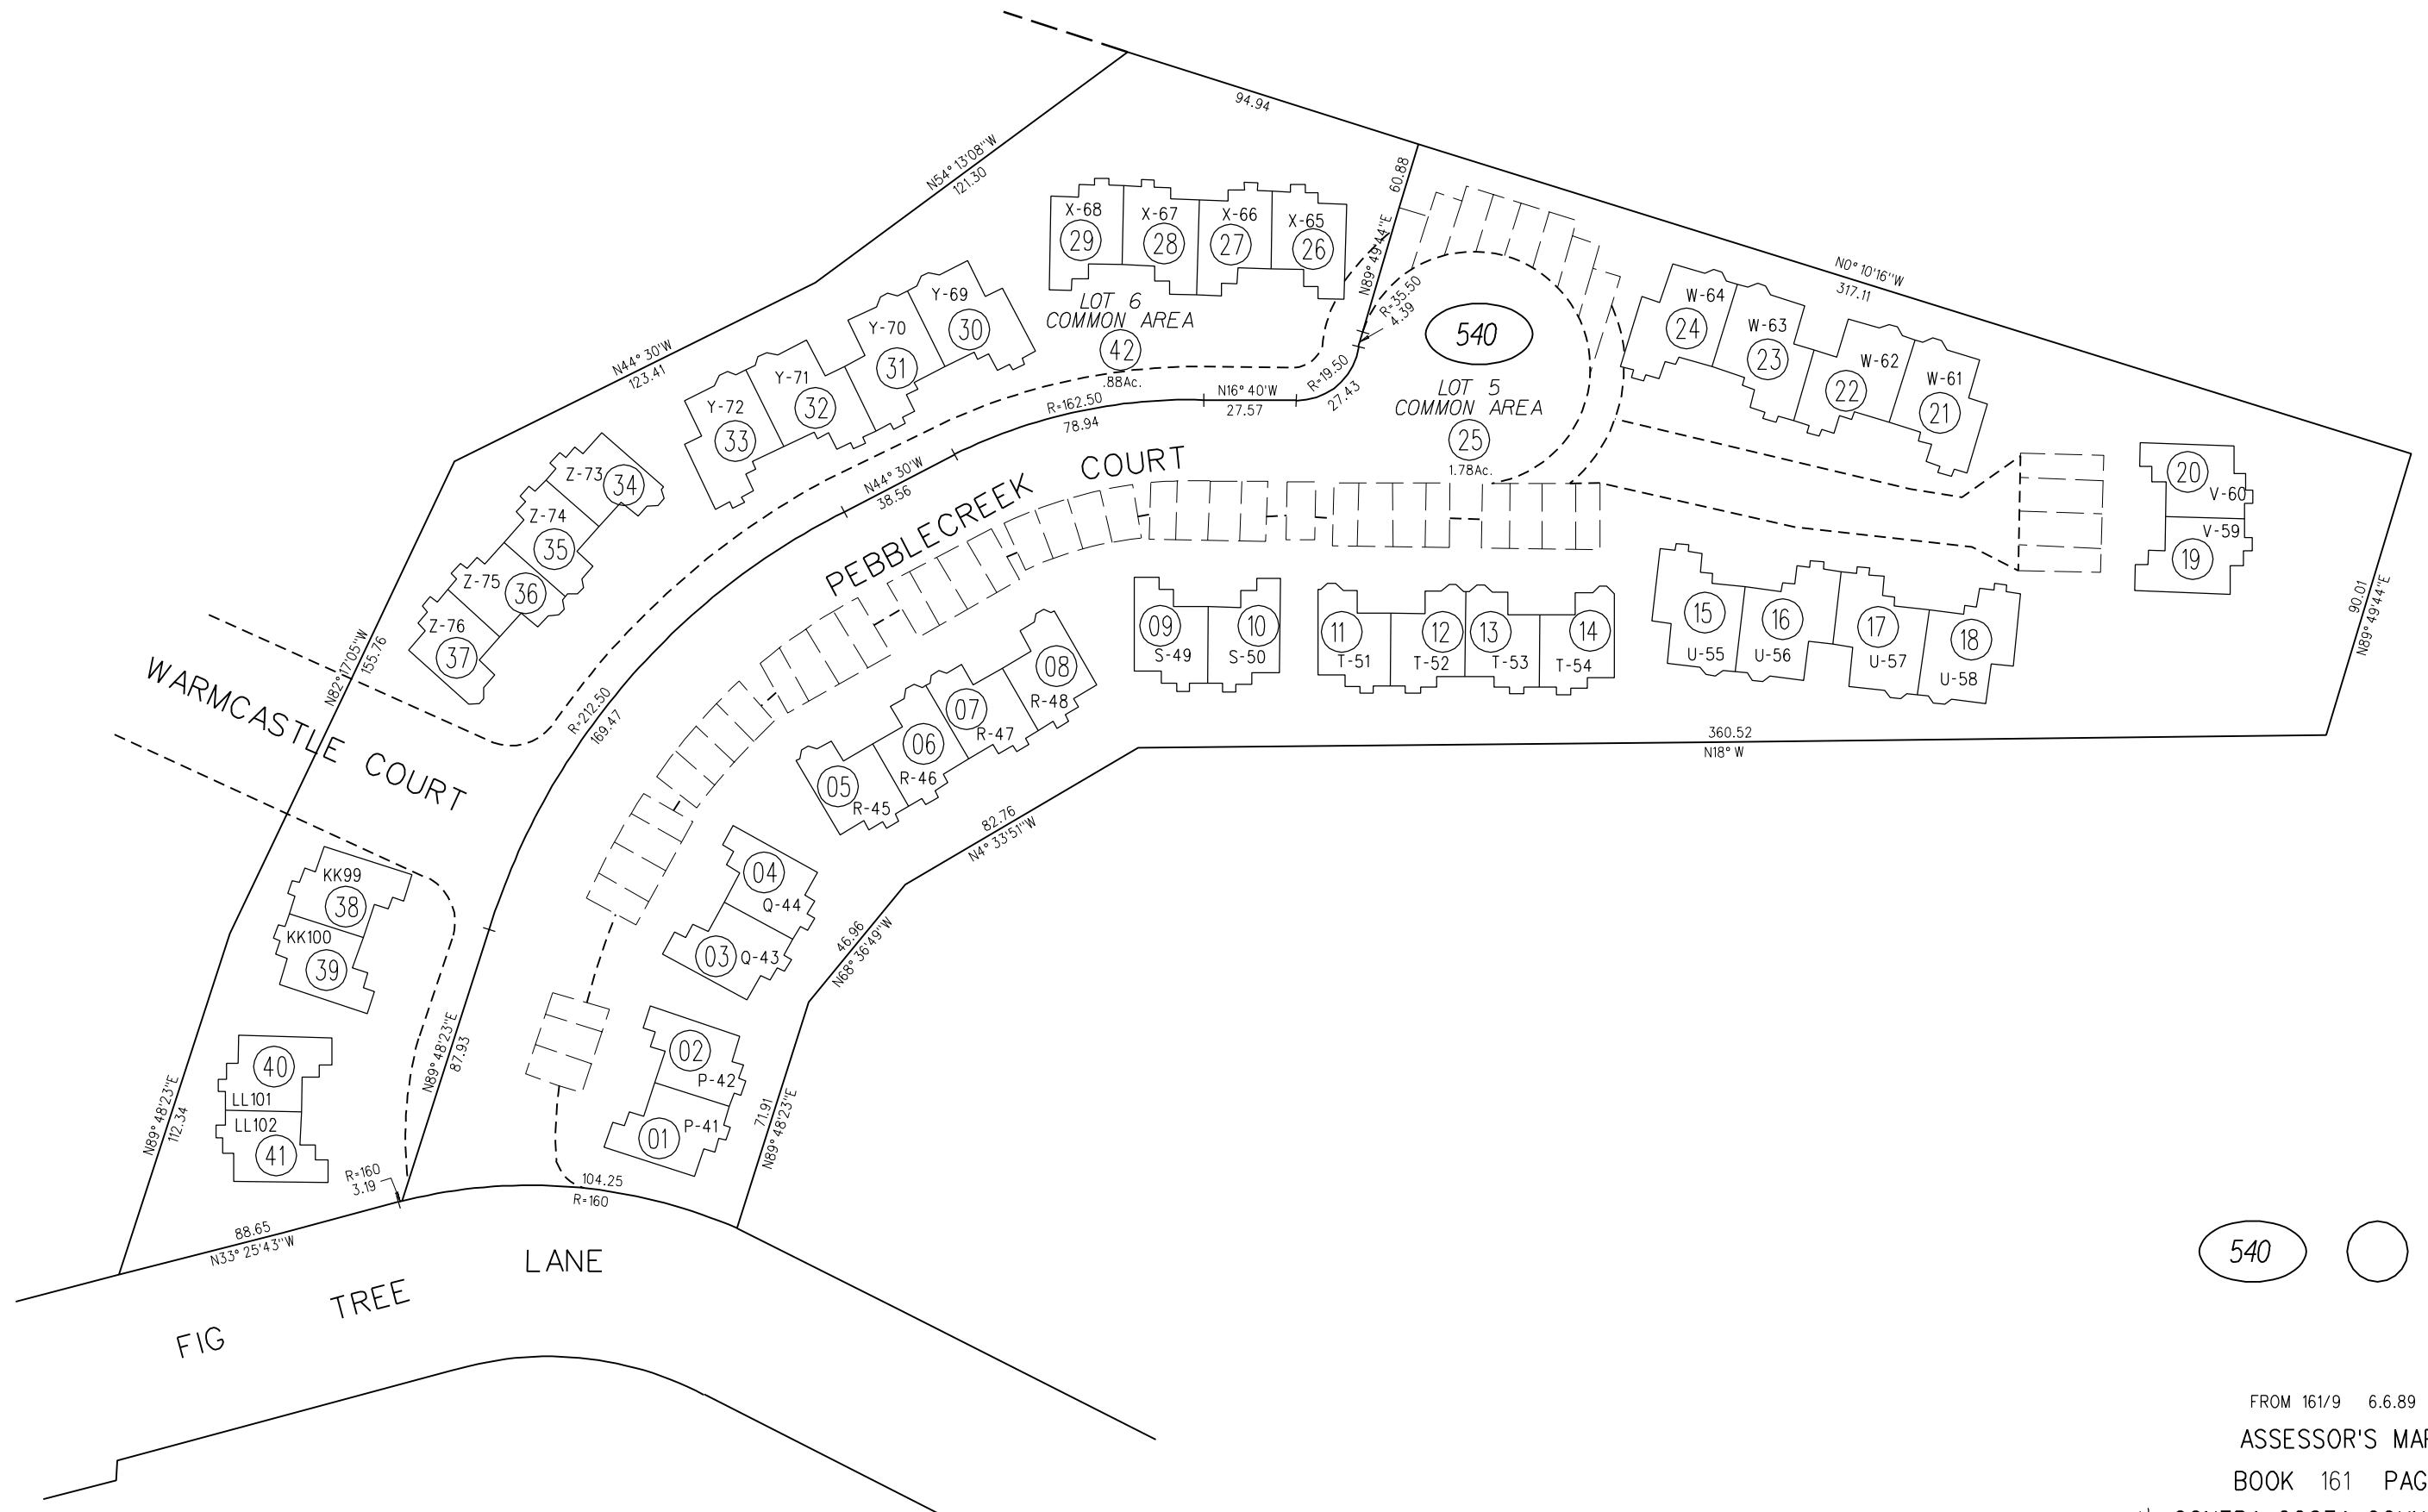 94.94
N54° 13'08"W
121.30
60.88
N89° 49'44"E
X-68
29
X-67
28
X-66
27
X-65
26
LOT 6
COMMON AREA
42
.88Ac.
R=35.50
4.39
540
LOT 5
COMMON AREA
25
1.78Ac.
N0° 10'16"W
317.11
W-64
24
W-63
23
W-62
22
W-61
21
N44° 30'W
123.41
Y-69
30
Y-70
31
Y-71
32
Y-72
33
R=162.50
78.94
N16° 40'W
27.57
R=19.50
27.43
N44° 30'W
38.56
PEBBLECREEK COURT
Z-73
34
Z-74
35
Z-75
36
Z-76
37
20
V-60
V-59
19
90.01
N89° 49'44"E
N82° 17'05"W
155.76
WARMCASTLE COURT
R=212.50
169.47
09
S-49
10
S-50
11
T-51
12
T-52
13
T-53
14
T-54
15
U-55
16
U-56
17
U-57
18
U-58
360.52
N18° W
08
R-48
07
R-47
06
R-46
05
R-45
82.76
N4° 33'51"W
04
Q-44
03
Q-43
46.96
N68° 36'49"W
KK99
38
KK100
39
40
LL101
LL102
41
N89° 48'23"E
87.93
02
P-42
P-41
01
71.91
N89° 48'23"E
N89° 48'23"E
112.34
R=160
3.19
104.25
R=160
88.65
N33° 25'43"W
FIG TREE LANE
540
FROM 161/9 6.6.89
ASSESSOR'S
BOOK 161